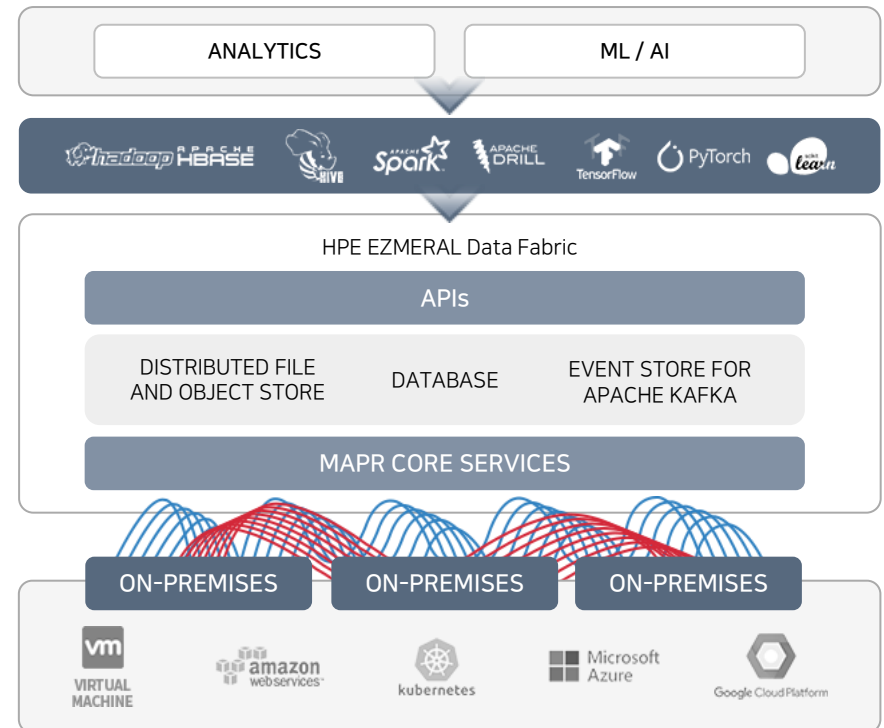 ANALYTICS
ML / AI
hadoop
APACHE
HBASE
HIVE
APACHE
Spark
APACHE
DRILL
TensorFlow
PyTorch
scikit
learn
HPE EZMERAL Data Fabric
APIs
DISTRIBUTED FILE
AND OBJECT STORE
DATABASE
EVENT STORE FOR
APACHE KAFKA
MAPR CORE SERVICES
ON-PREMISES
ON-PREMISES
ON-PREMISES
vm
VIRTUAL
MACHINE
amazon
webservices
kubernetes
Microsoft
Azure
Google Cloud Platform